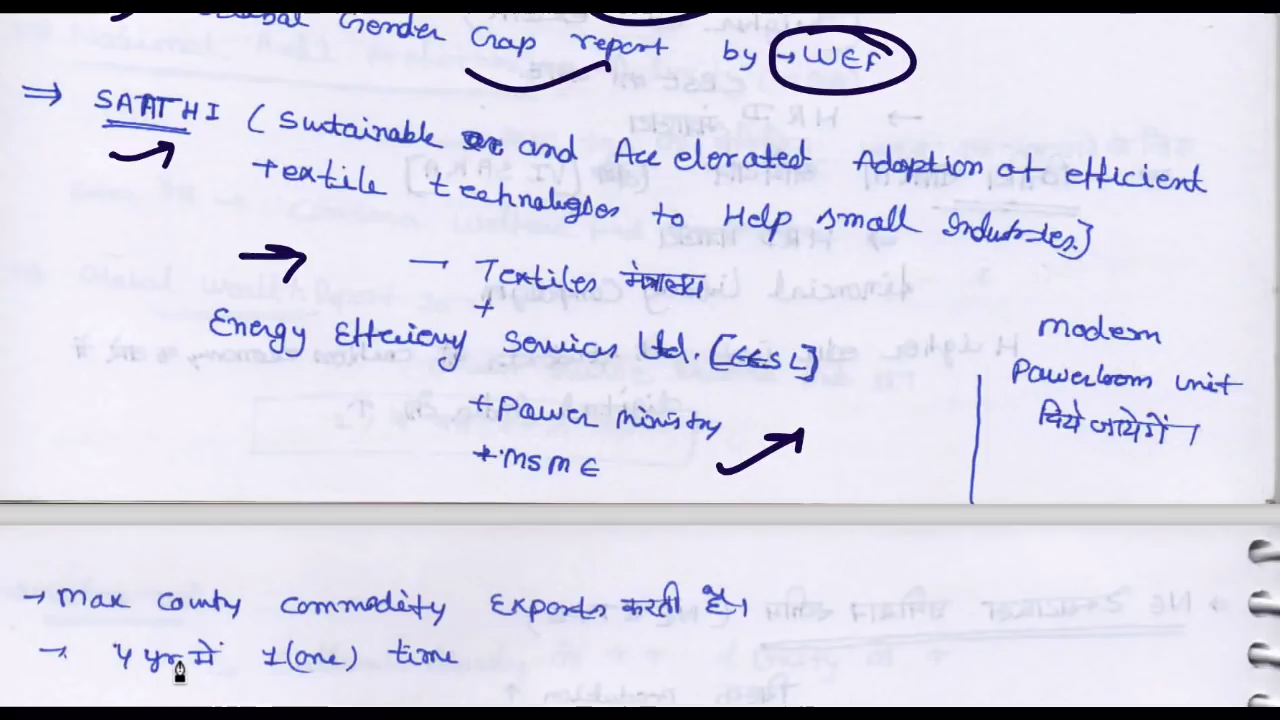 Gender Gap report by → WEF
⇒ SAATHI (Sustainable and Accelerated Adoption of efficient
textile technologies to Help small Industries.]
— Textiles मंत्रालय
+
Energy Efficiency Services Ltd. [EESL]
+ Power Ministry
+ MSME
Modern
Powerloom unit
दिये जायेगें।
→ Max county commodity Exports करती है।
→ 4 yr में 1(one) time